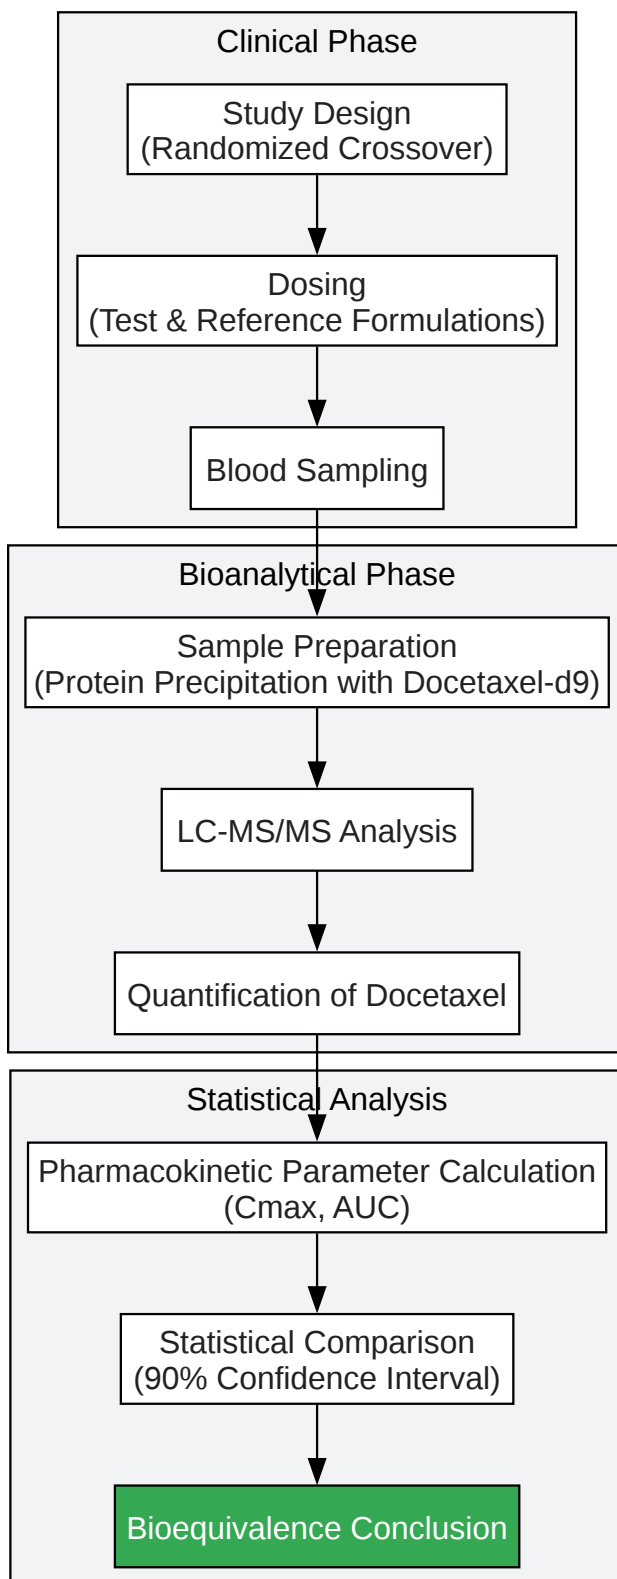 Clinical Phase
Study Design
(Randomized Crossover)
Dosing
(Test & Reference Formulations)
Blood Sampling
Bioanalytical Phase
Sample Preparation
(Protein Precipitation with Docetaxel-d9)
LC-MS/MS Analysis
Quantification of Docetaxel
Statistical Analysis
Pharmacokinetic Parameter Calculation
(Cmax, AUC)
Statistical Comparison
(90% Confidence Interval)
Bioequivalence Conclusion